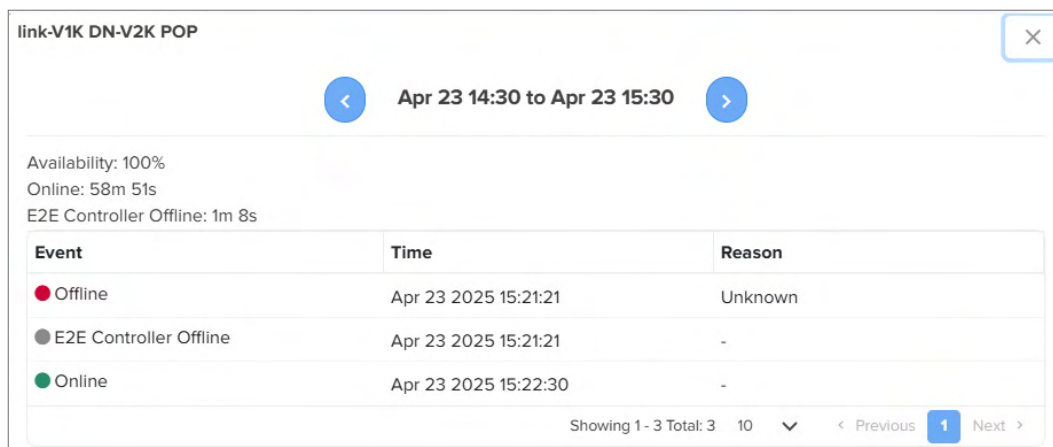 link-V1K DN-V2K POP
Apr 23 14:30 to Apr 23 15:30
Availability: 100%
Online: 58m 51s
E2E Controller Offline: 1m 8s
Event Time Reason
Offline Apr 23 2025 15:21:21 Unknown
E2E Controller Offline Apr 23 2025 15:21:21 -
Online Apr 23 2025 15:22:30 -
Showing 1 - 3 Total: 3 10 < Previous 1 Next >